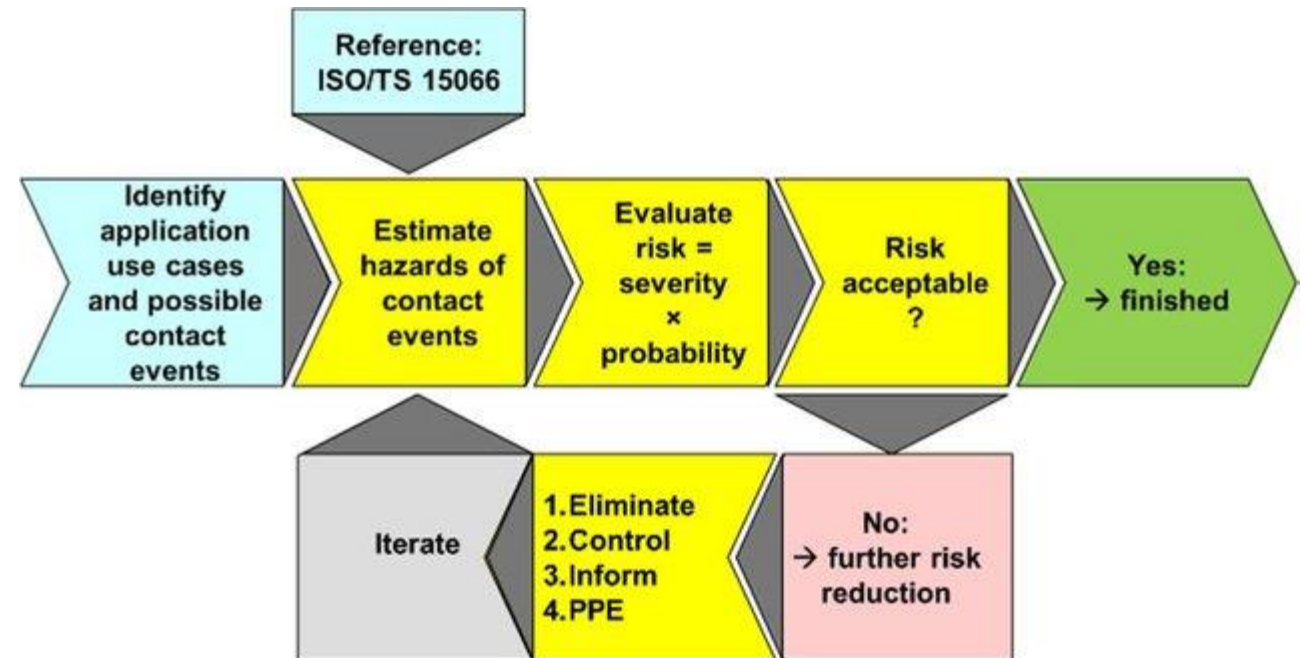 Reference:
ISO/TS 15066
Identify
application
use cases
and possible
contact
events
Estimate
hazards of
contact
events
Evaluate
risk =
severity
×
probability
Risk
acceptable
?
Yes:
→ finished
No:
→ further risk
reduction
1.Eliminate
2.Control
3.Inform
4.PPE
Iterate